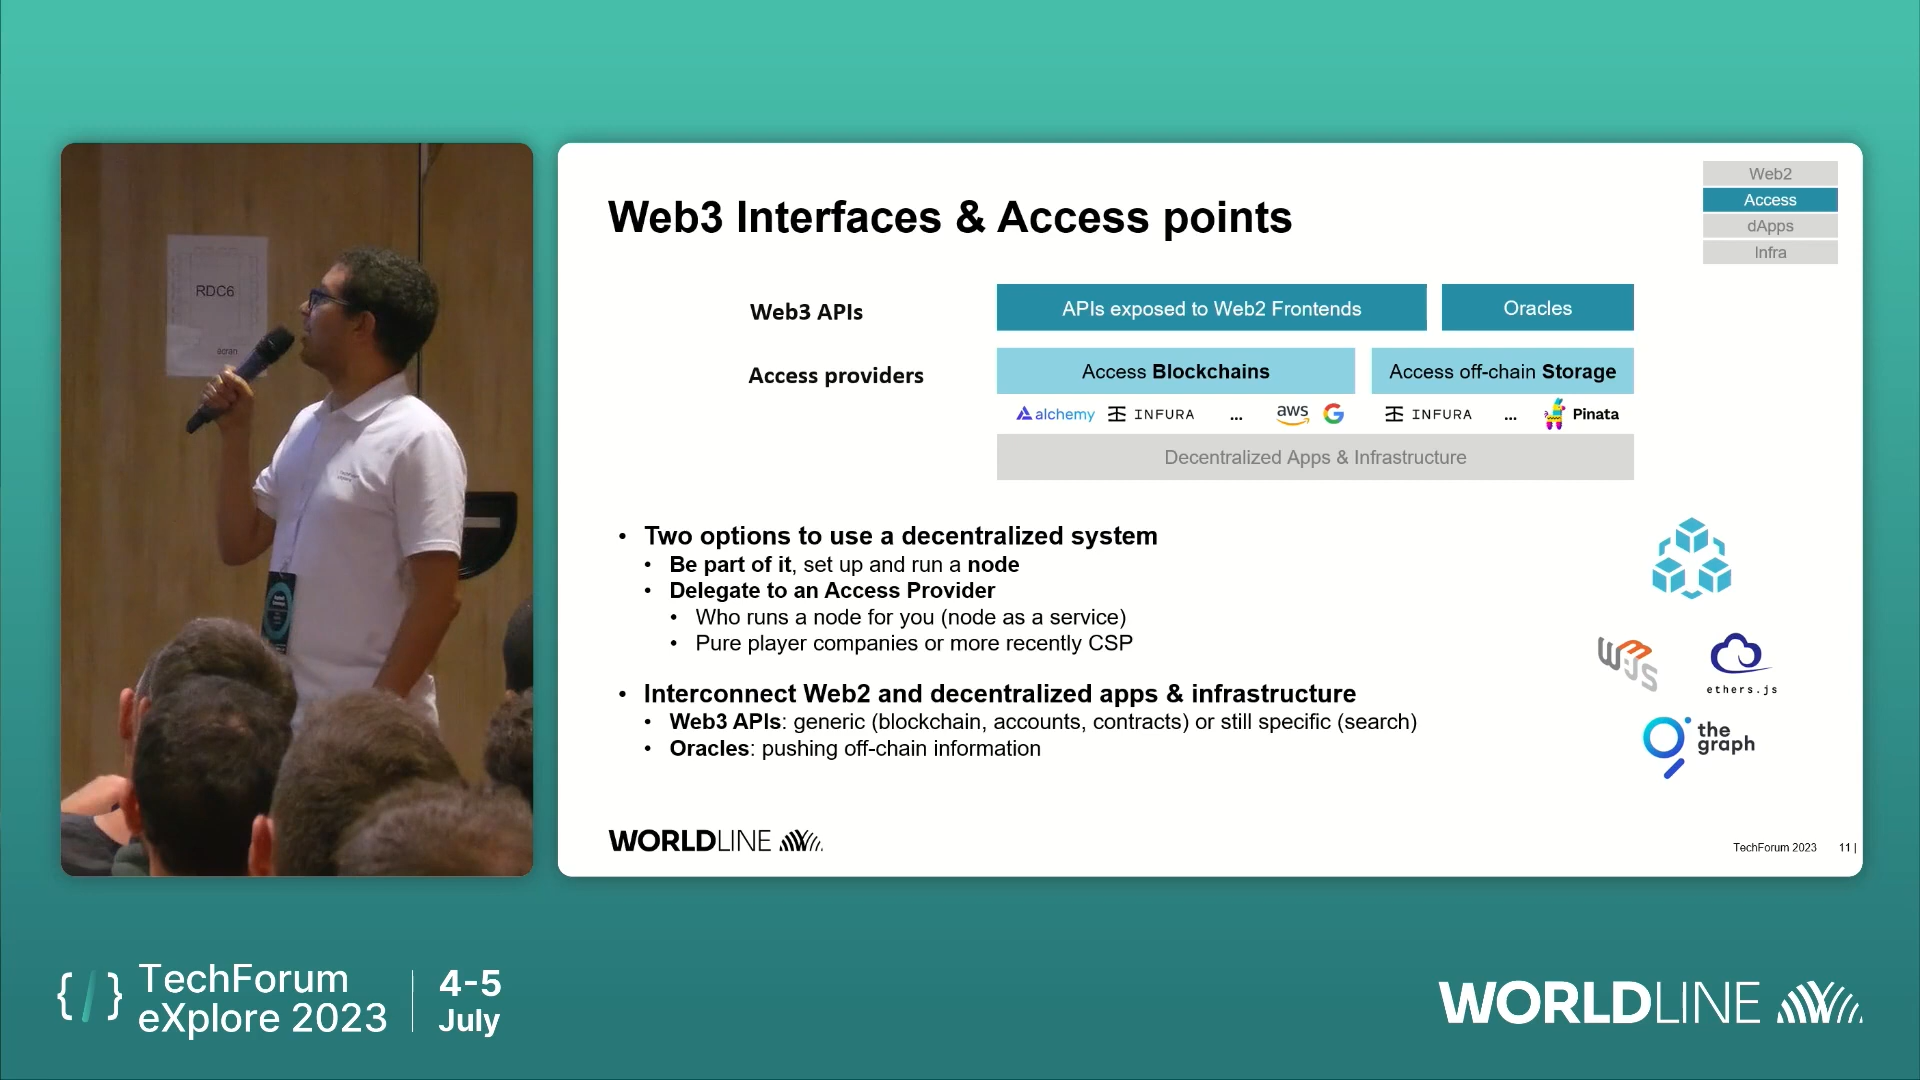 RDC6
écran
Web3 Interfaces & Access points
Web2
Access
dApps
Infra
Web3 APIs
APIs exposed to Web2 Frontends
Oracles
Access providers
Access Blockchains
Access off-chain Storage
alchemy
INFURA
...
aws
G
INFURA
...
Pinata
Decentralized Apps & Infrastructure
• Two options to use a decentralized system
• Be part of it, set up and run a node
• Delegate to an Access Provider
• Who runs a node for you (node as a service)
• Pure player companies or more recently CSP
• Interconnect Web2 and decentralized apps & infrastructure
• Web3 APIs: generic (blockchain, accounts, contracts) or still specific (search)
• Oracles: pushing off-chain information
W3JS
ethers.js
the
graph
WORLDLINE
TechForum 2023
11 |
{/} TechForum
eXplore 2023
4-5
July
WORLDLINE